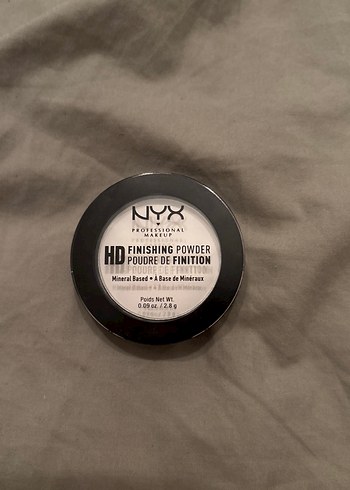 NYX
PROFESSIONAL
MAKEUP
HD FINISHING POWDER
POUDRE DE FINITION
Mineral Based • À Base de Minéraux
Poids Net Wt.
0.09 oz. / 2.8 g